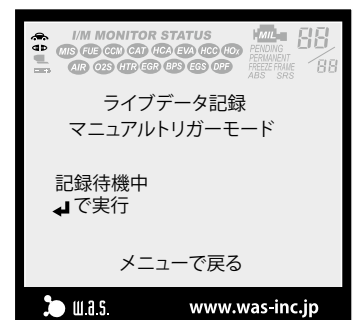 I/M MONITOR STATUS
MIL 88
MIS FUE CCM CAT HCA EVA HCC HO2
PENDING
PERMANENT
AIR O2S HTR EGR BPS EGS DPF
FREEZE FRAME
ABS SRS
/88
ライブデータ記録
マニュアルトリガーモード
記録待機中
↲で実行
メニューで戻る
w.a.s. www.was-inc.jp